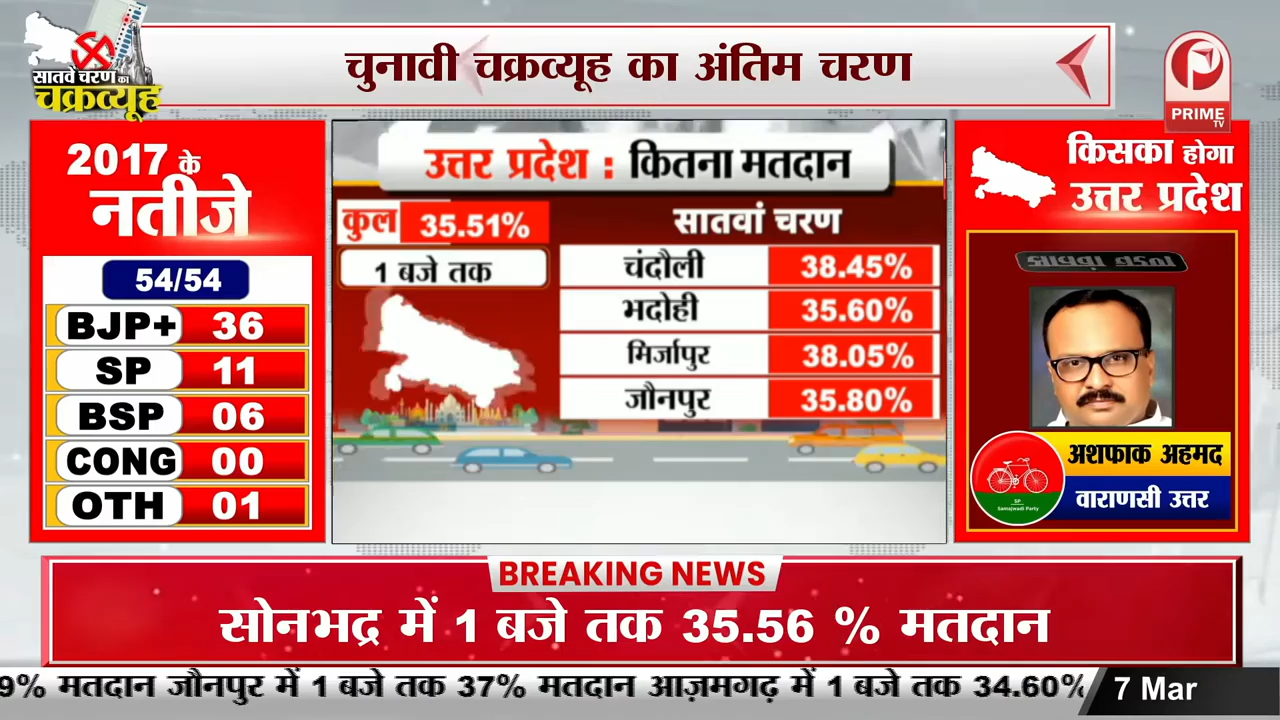 सातवें चरण का
चक्रव्यूह
चुनावी चक्रव्यूह का अंतिम चरण
PRIME
TV
2017 के
नतीजे
54/54
BJP+ 36
SP 11
BSP 06
CONG 00
OTH 01
उत्तर प्रदेश : कितना मतदान
कुल 35.51%
1 बजे तक
सातवां चरण
चंदौली 38.45%
भदोही 35.60%
मिर्जापुर 38.05%
जौनपुर 35.80%
किसका होगा
उत्तर प्रदेश
SP
Samajwadi Party
अशफाक अहमद
वाराणसी उत्तर
BREAKING NEWS
सोनभद्र में 1 बजे तक 35.56 % मतदान
9% मतदान जौनपुर में 1 बजे तक 37% मतदान आज़मगढ़ में 1 बजे तक 34.60%
7 Mar